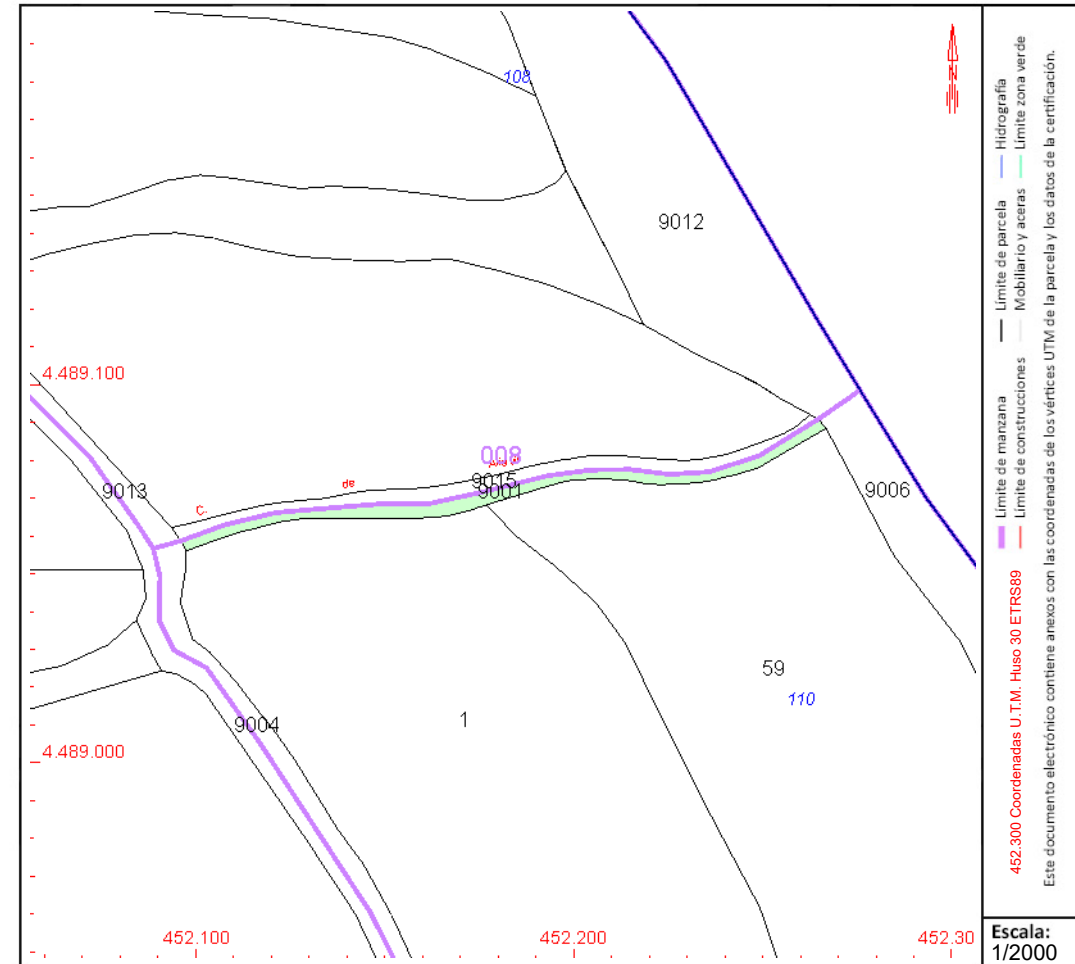 108
9012
4.489.100
008
9015
9001
C.
de
9013
9006
59
110
1
9004
4.489.000
452.100
452.200
452.30
N
Límite de manzana
Límite de parcela
Hidrografía
Límite de construcciones
Mobiliario y aceras
Límite zona verde
452.300 Coordenadas U.T.M. Huso 30 ETRS89
Este documento electrónico contiene anexos con las coordenadas de los vértices UTM de la parcela y los datos de la certificación.
Escala:
1/2000